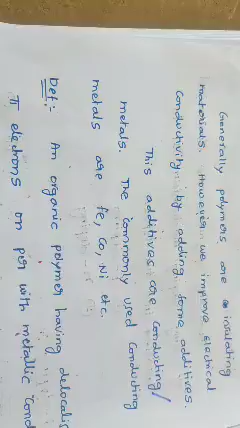 Generally polymers are insulating
materials. However we improve electrical
conductivity by adding some additives.
This additives are conducting/
metals. The commonly used conducting
metals are fe, Co, Ni etc.
Def:- An organic polymer having delocalis
π electrons on per with metallic cond